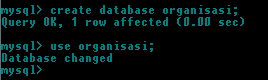 mysql> create database organisasi;
Query OK, 1 row affected (0.00 sec)
mysql> use organisasi;
Database changed
mysql>